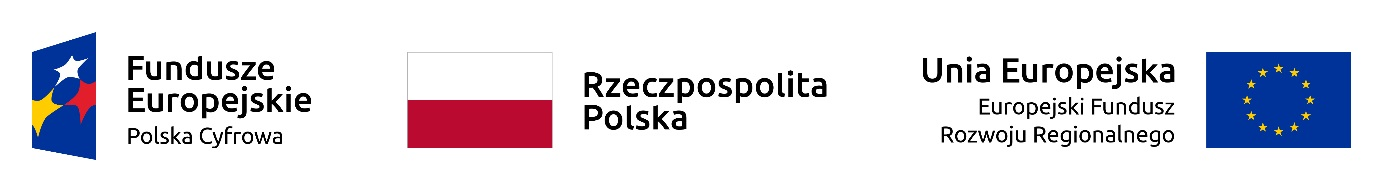 Fundusze
Europejskie
Polska Cyfrowa
Rzeczpospolita
Polska
Unia Europejska
Europejski Fundusz
Rozwoju Regionalnego